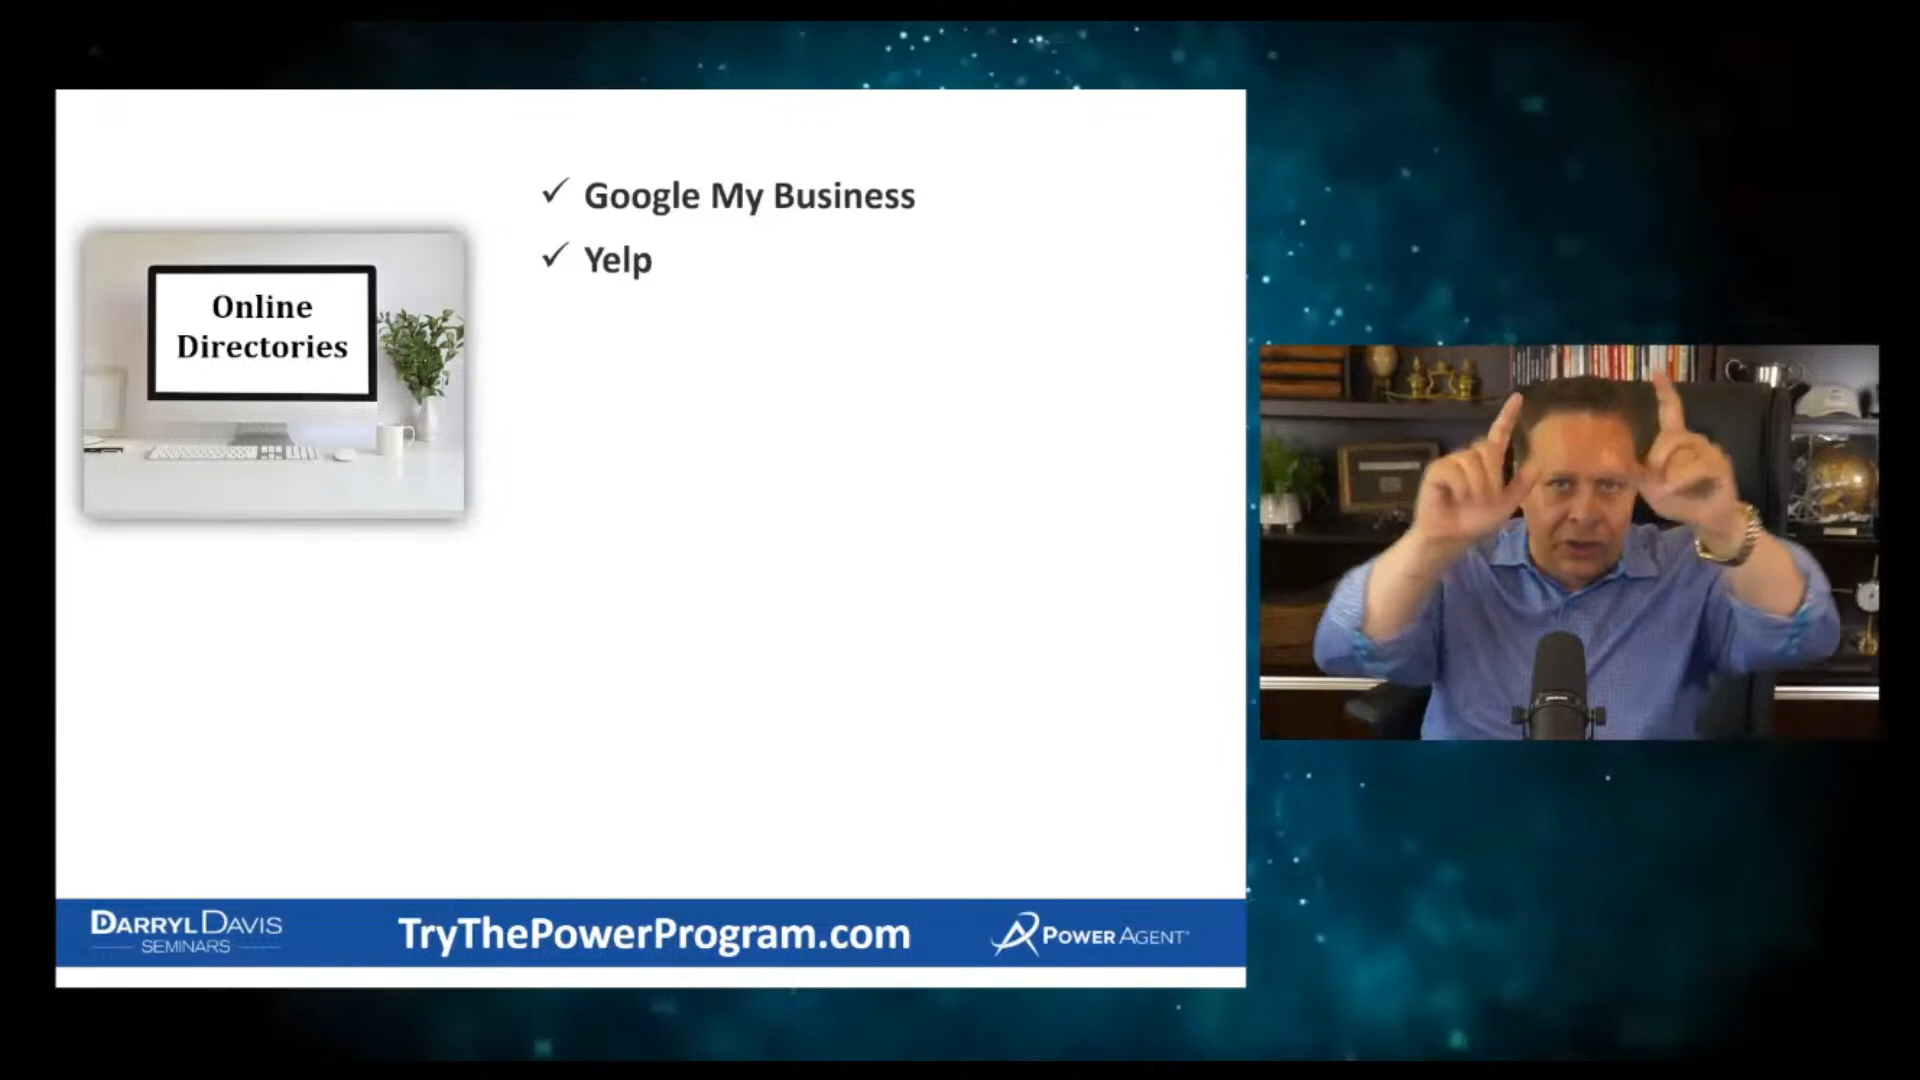 ✓ Google My Business
✓ Yelp
Online
Directories
DARRYL DAVIS
SEMINARS
TryThePowerProgram.com
POWER AGENT